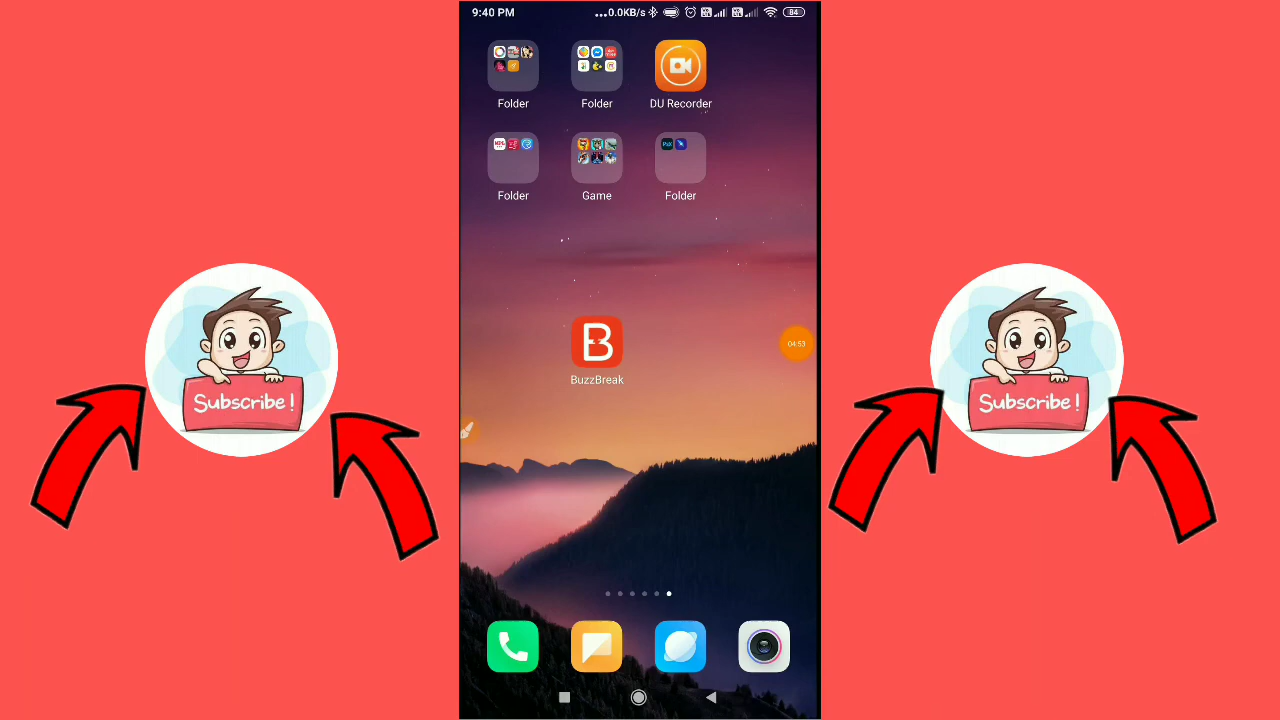 9:40 PM
...0.0KB/s
84
Folder
Folder
DU Recorder
Folder
Game
Folder
04:53
B
BuzzBreak
Subscribe !
Subscribe !